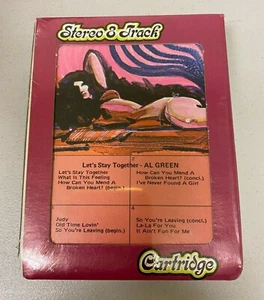 Stereo 8 Track
Let's Stay Together - AL GREEN
Let's Stay Together
What Is This Feeling
How Can You Mend A
Broken Heart? (begin.)
How Can You Mend A
Broken Heart? (concl.)
I've Never Found A Girl
4
Judy
Old Time Lovin'
So You're Leaving (begin.)
So You're Leaving (concl.)
La-La For You
It Ain't Fun For Me
Cartridge